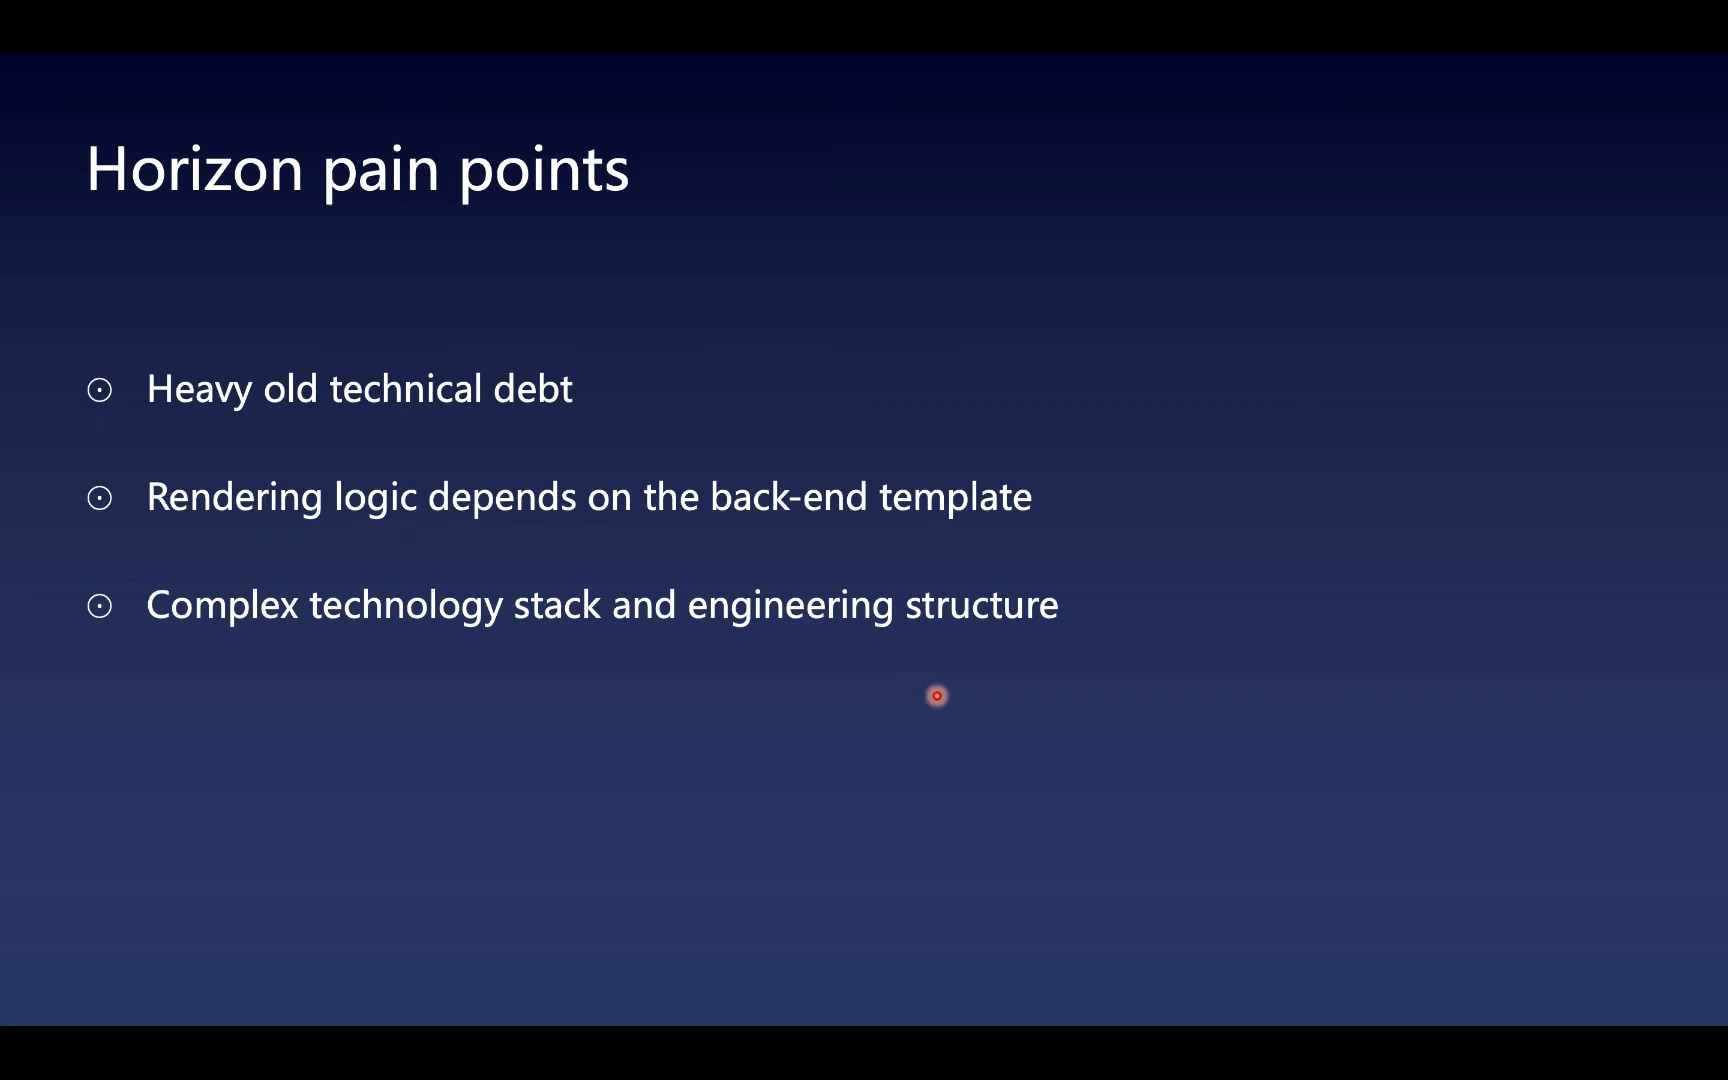 Horizon pain points
Heavy old technical debt
Rendering logic depends on the back-end template
Complex technology stack and engineering structure